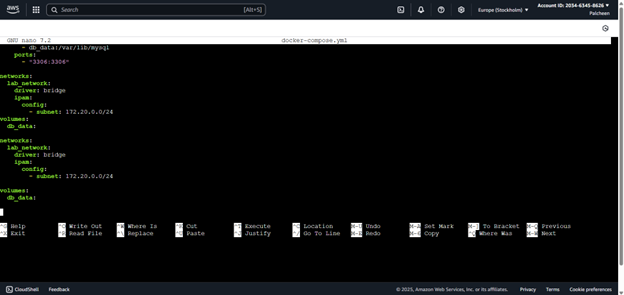 aws
Search
[Alt+S]
Europe (Stockholm)
Account ID: 2034-6345-8626
Palcheen
GNU nano 7.2
docker-compose.yml
- db_data:/var/lib/mysql
ports:
- "3306:3306"
networks:
lab_network:
driver: bridge
ipam:
config:
- subnet: 172.20.0.0/24
volumes:
db_data:
networks:
lab_network:
driver: bridge
ipam:
config:
- subnet: 172.20.0.0/24
volumes:
db_data:
^G Help ^O Write Out ^W Where Is ^K Cut ^T Execute ^C Location M-U Undo M-A Set Mark M-] To Bracket M-Q Previous
^X Exit ^R Read File ^\ Replace ^U Paste ^J Justify ^/ Go To Line M-E Redo M-6 Copy ^Q Where Was M-W Next
CloudShell Feedback © 2025, Amazon Web Services, Inc. or its affiliates. Privacy Terms Cookie preferences